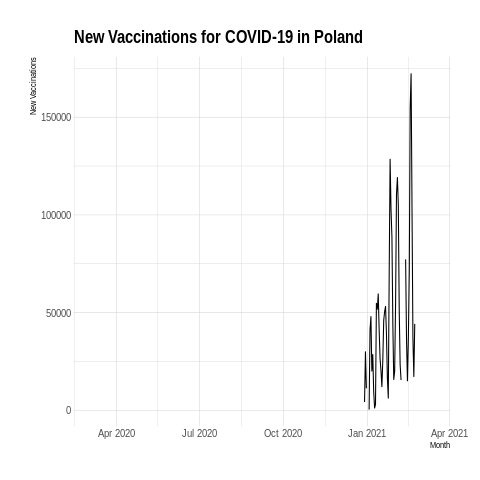 New Vaccinations for COVID-19 in Poland
New Vaccinations
150000
100000
50000
0
Apr 2020 Jul 2020 Oct 2020 Jan 2021 Apr 2021
Month